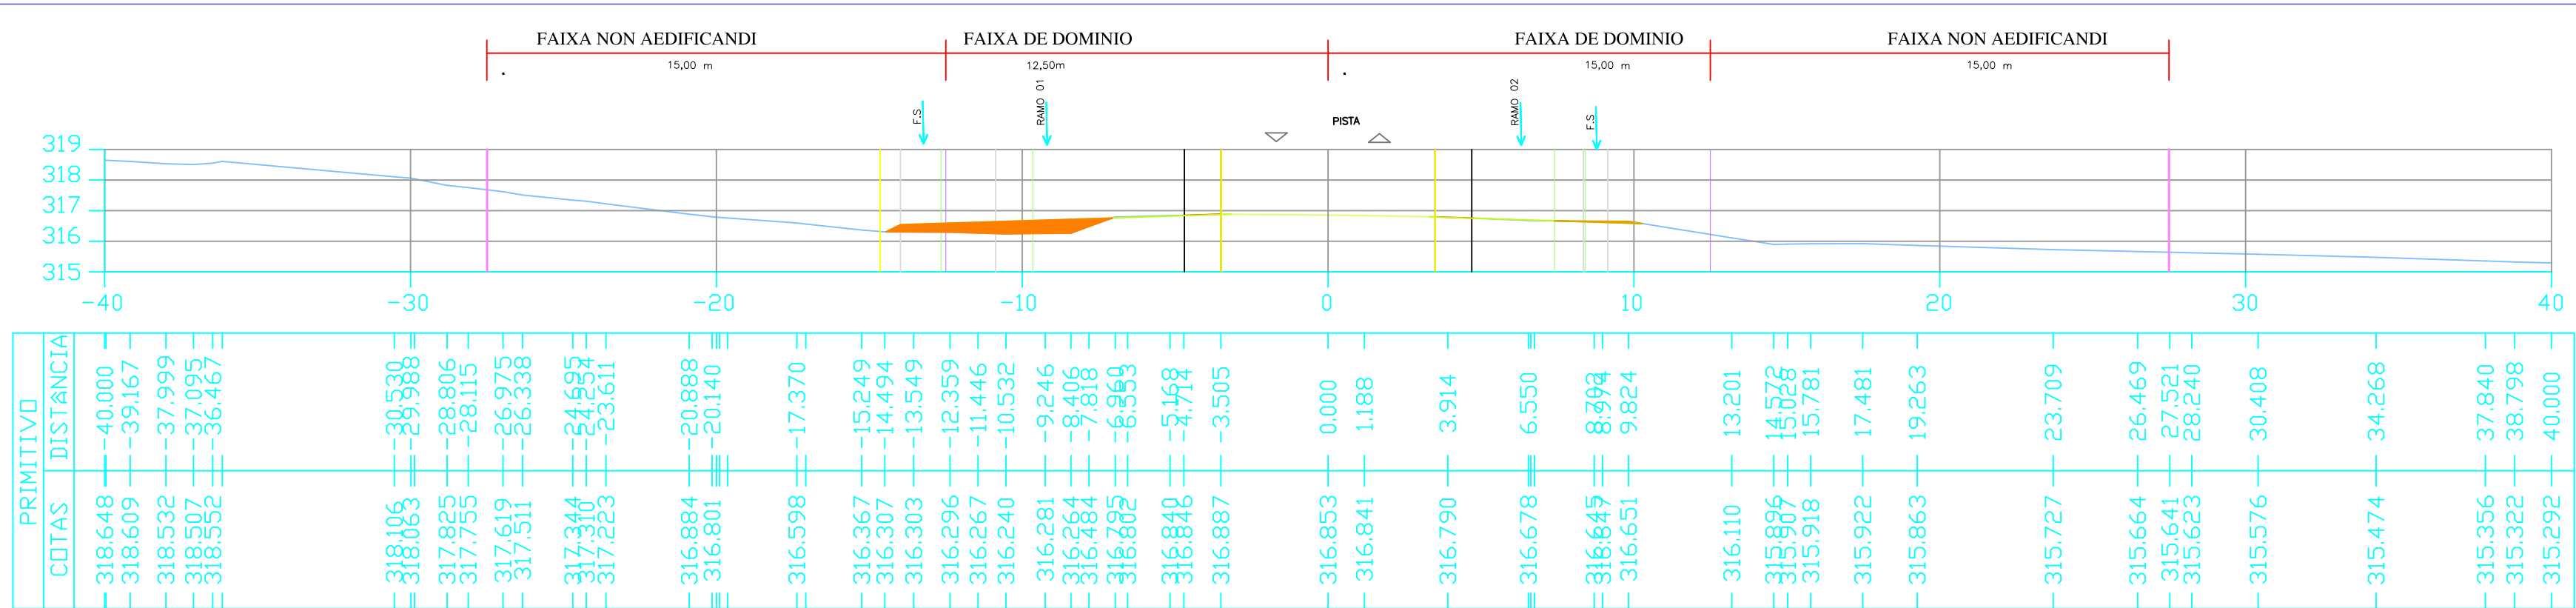 FAIXA NON AEDIFICANDI FAIXA DE DOMINIO FAIXA DE DOMINIO FAIXA NON AEDIFICANDI
15,00 m 12,50m 15,00 m 15,00 m
F.S RAMO 01 PISTA RAMO 02 F.S
319
318
317
316
315
-40 -30 -20 -10 0 10 20 30 40
PRIMITIVO
DISTANCIA
-40.000 -39.167 -37.999 -37.095 -36.467 -30.530 -29.988 -28.806 -28.115 -26.975 -26.338 -24.695 -24.254 -23.611 -20.888 -20.140 -17.370 -15.249 -14.494 -13.549 -12.359 -11.446 -10.532 -9.246 -8.406 -7.818 -6.960 -6.553 -5.168 -4.714 -3.505 0.000 1.188 3.914 6.550 8.974 9.824 13.201 14.572 15.028 15.781 17.481 19.263 23.709 26.469 27.521 28.240 30.408 34.268 37.840 38.798 40.000
COTAS
318.648 318.609 318.532 318.507 318.552 318.106 318.063 317.825 317.755 317.619 317.511 317.344 317.310 317.223 316.884 316.801 316.598 316.367 316.307 316.303 316.296 316.267 316.240 316.281 316.264 316.484 316.795 316.802 316.840 316.846 316.887 316.853 316.841 316.790 316.678 316.645 316.651 316.110 315.896 315.907 315.918 315.922 315.863 315.727 315.664 315.641 315.623 315.576 315.474 315.356 315.322 315.292